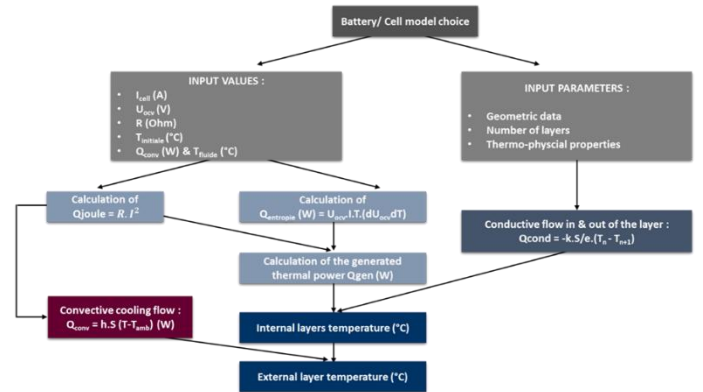 Battery/ Cell model choice
INPUT VALUES :
• Icell (A)
• Uocv (V)
• R (Ohm)
• Tinitiale (°C)
• Qconv (W) & Tfluide (°C)
INPUT PARAMETERS :
• Geometric data
• Number of layers
• Thermo-physcial properties
Calculation of
Qjoule = R.I²
Calculation of
Qentropie (W) = Uocv.I.T.(dUocvdT)
Conductive flow in & out of the layer :
Qcond = -k.S/e.(Tn - Tn+1)
Calculation of the generated
thermal power Qgen (W)
Convective cooling flow :
Qconv = h.S (T-Tamb) (W)
Internal layers temperature (°C)
External layer temperature (°C)